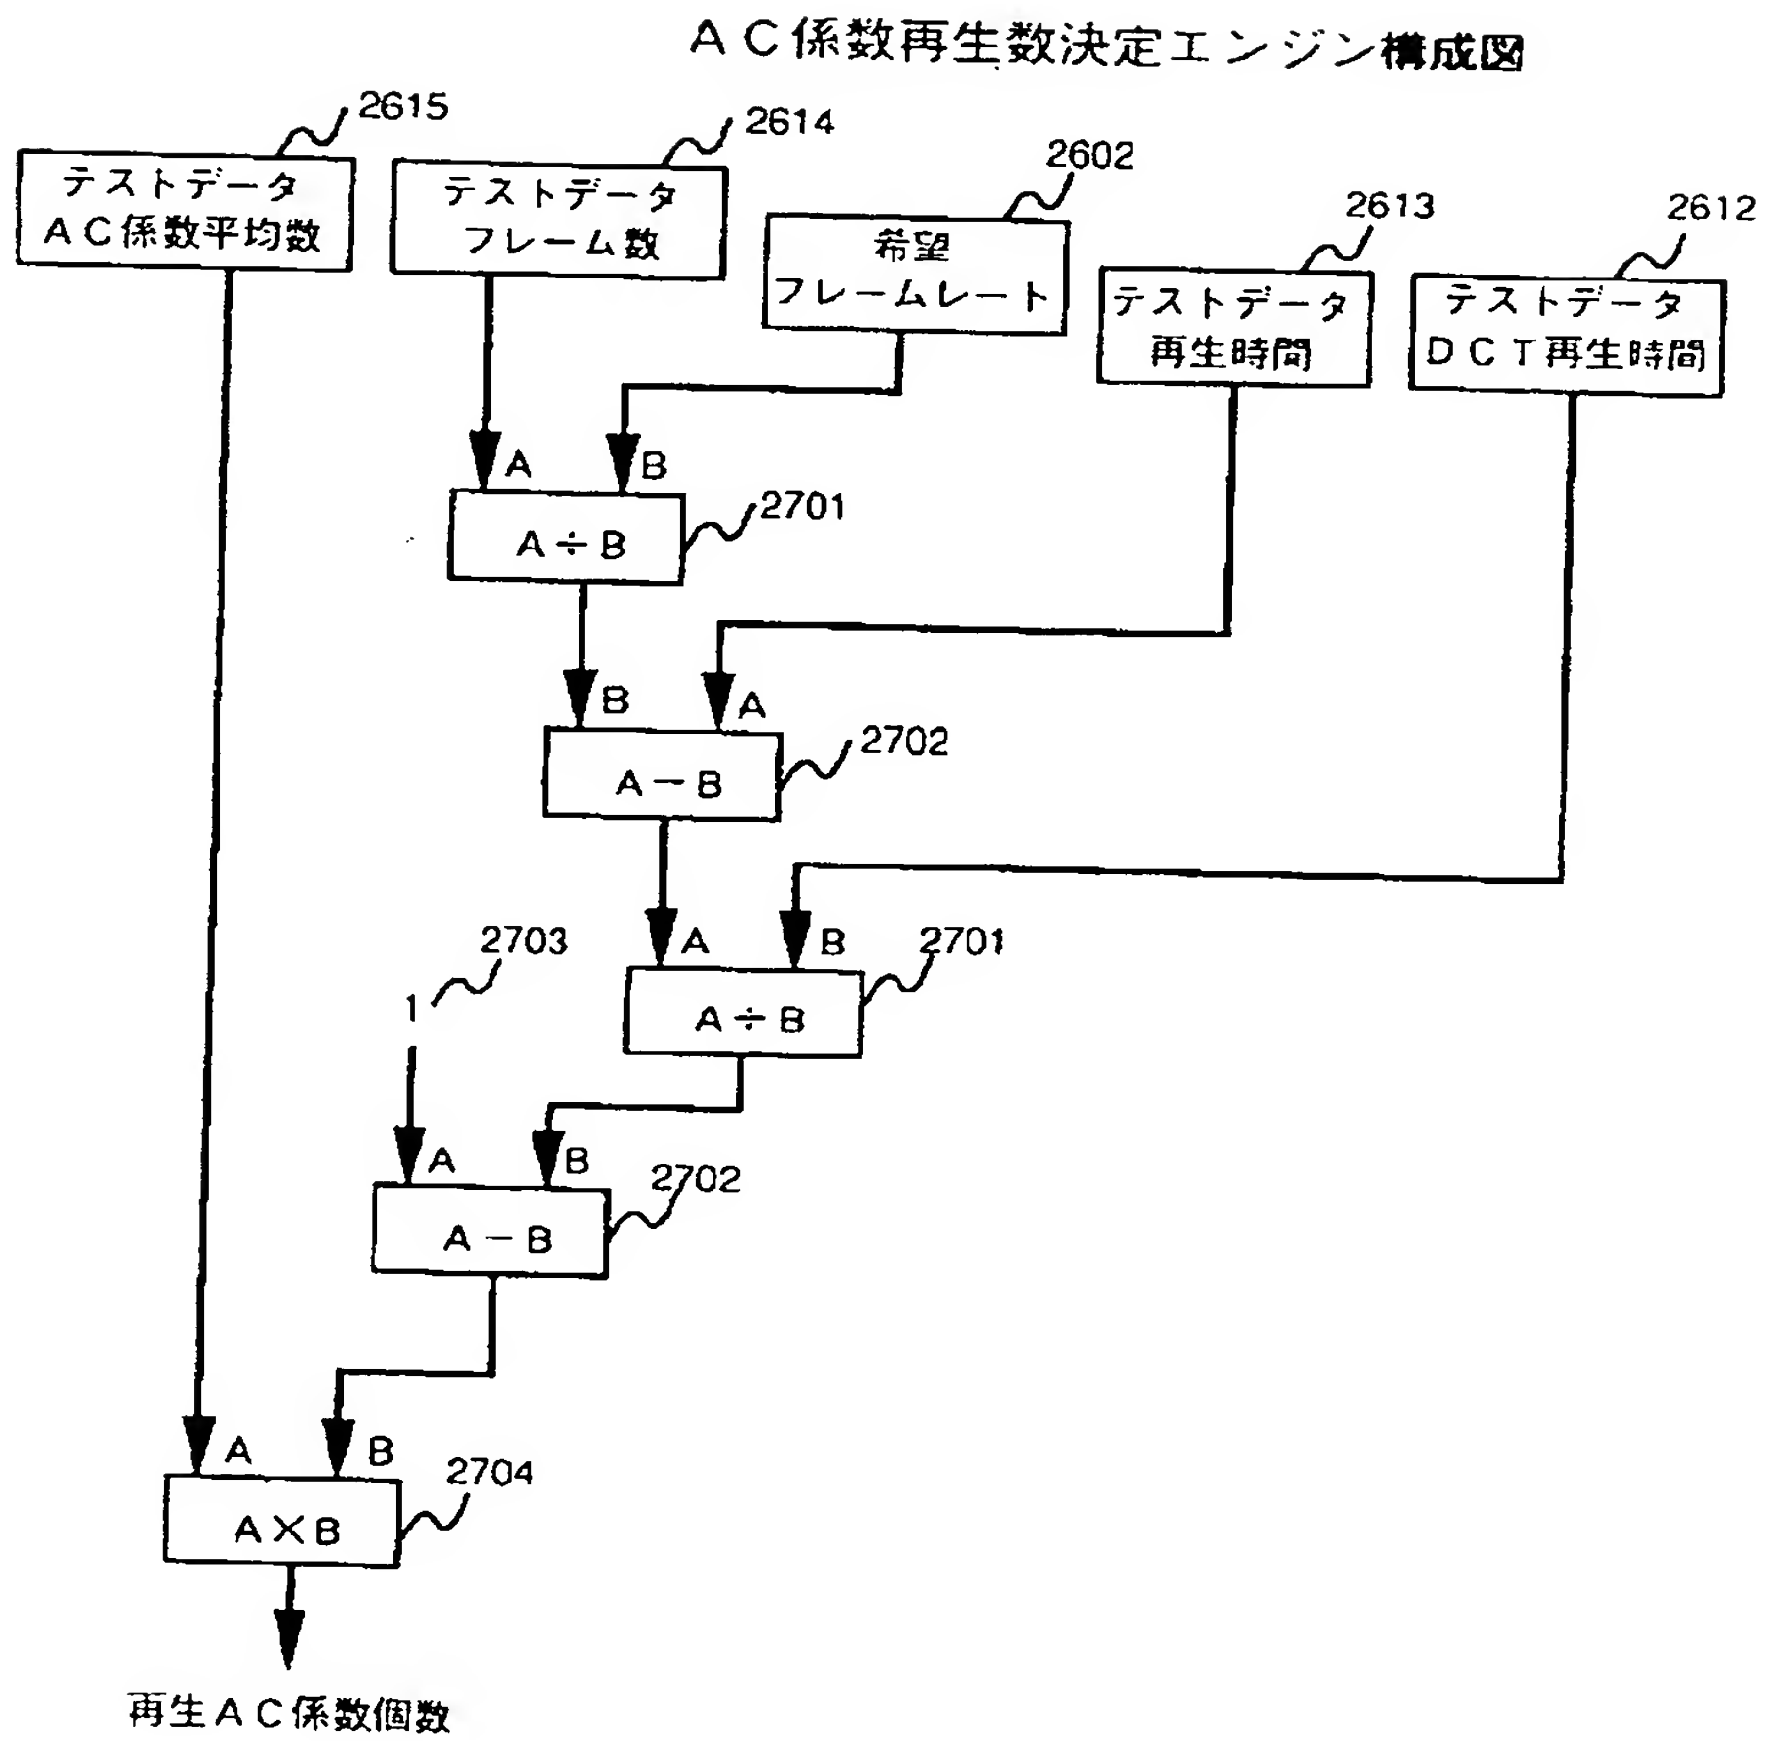 AC係数再生数決定エンジン構成図
2615
2614
2602
2613
2612
テストデータ
AC係数平均数
テストデータ
フレーム数
希望
フレームレート
テストデータ
再生時間
テストデータ
DCT再生時間
A
B
2701
A÷B
B
A
2702
A−B
A
B
2701
A÷B
2703
1
A
B
2702
A−B
A
B
2704
A×B
再生AC係数個数